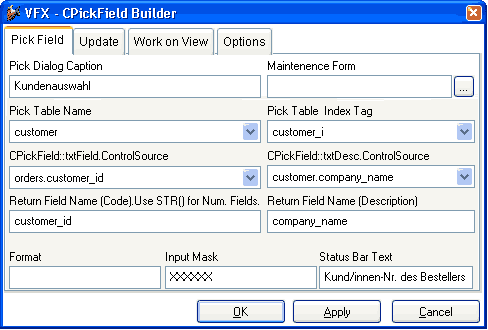 VFX - CPickField Builder
Pick Field Update Work on View Options
Pick Dialog Caption Maintenence Form
Kundenauswahl ...
Pick Table Name Pick Table Index Tag
customer customer_i
CPickField::txtField.ControlSource CPickField::txtDesc.ControlSource
orders.customer_id customer.company_name
Return Field Name (Code).Use STR() for Num. Fields. Return Field Name (Description)
customer_id company_name
Format Input Mask Status Bar Text
XXXXXX Kund/innen-Nr. des Bestellers
OK Apply Cancel